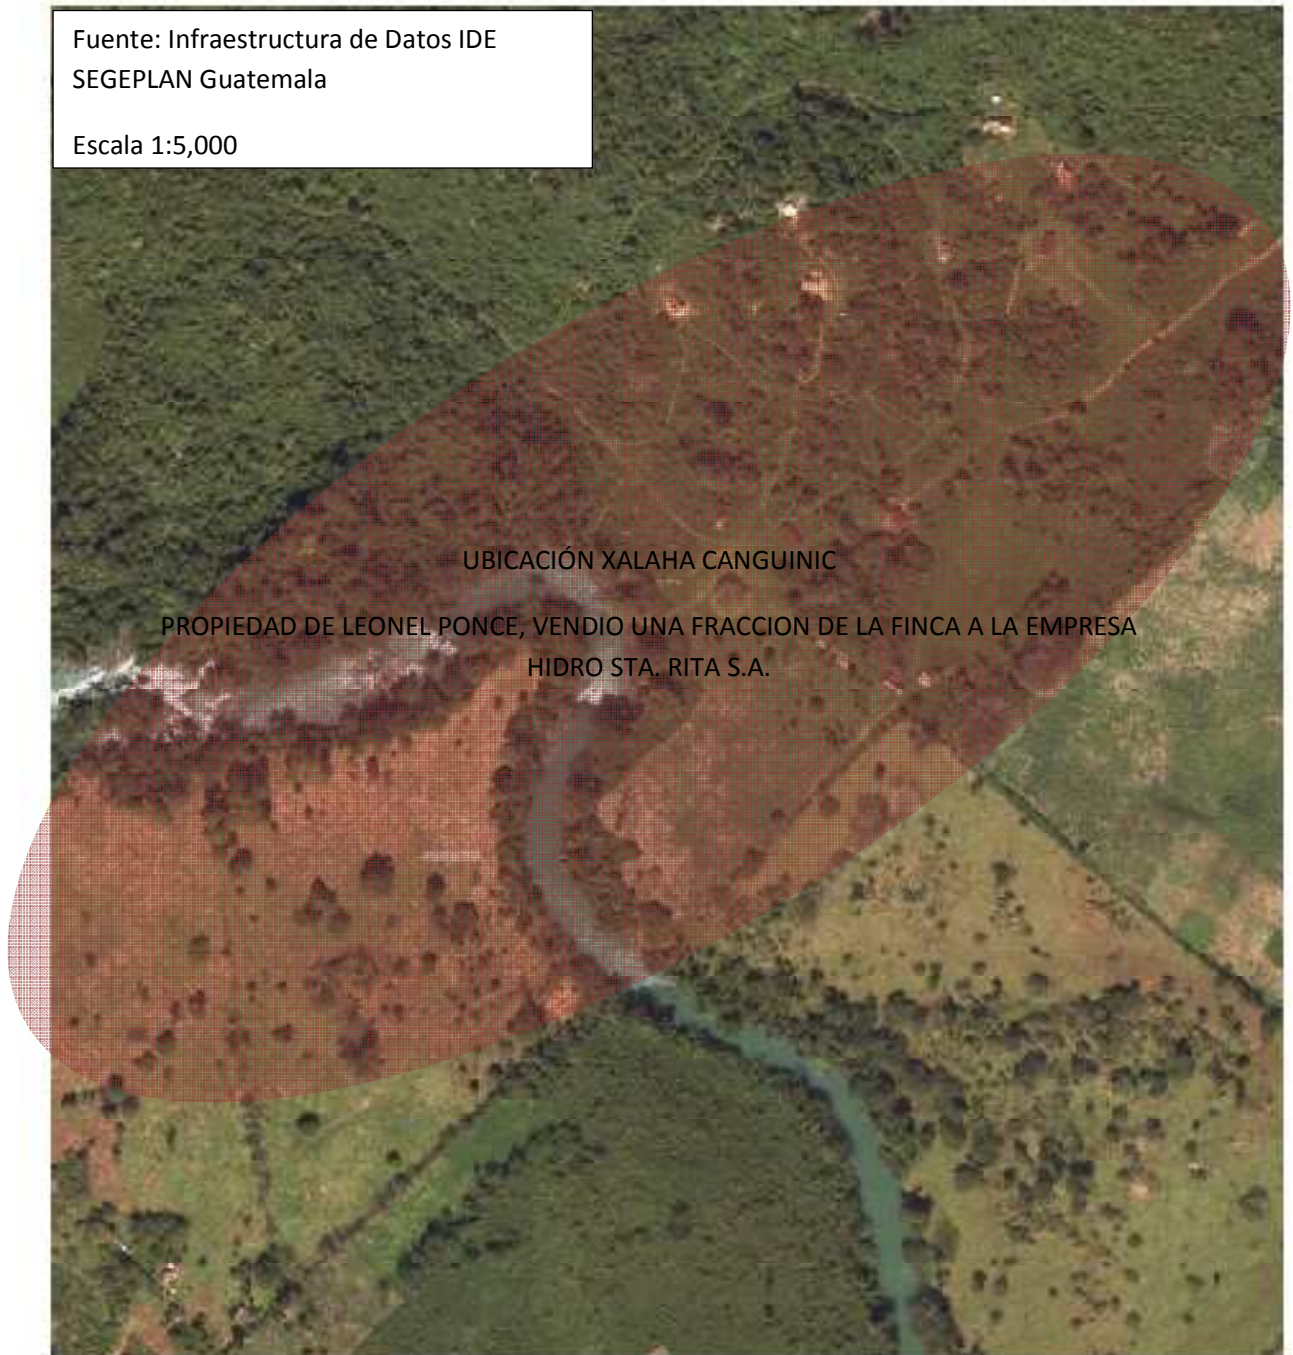 Fuente: Infraestructura de Datos IDE
SEGEPLAN Guatemala
Escala 1:5,000
UBICACIÓN XALAHA CANGUINIC
PROPIEDAD DE LEONEL PONCE, VENDIO UNA FRACCION DE LA FINCA A LA EMPRESA
HIDRO STA. RITA S.A.